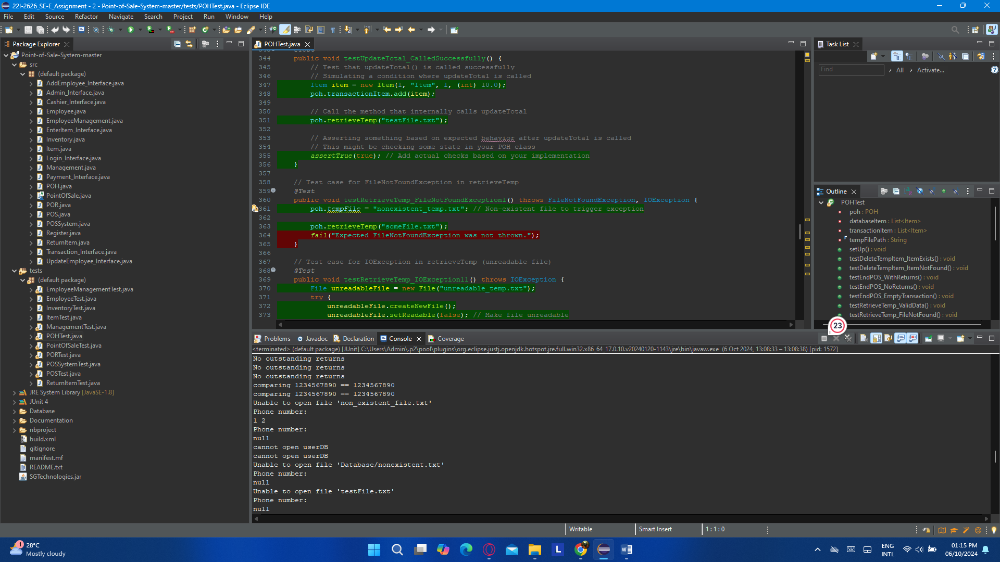 22I-2626_SE-E_Assignment - 2 - Point-of-Sale-System-master/tests/POHTest.java - Eclipse IDE
File Edit Source Refactor Navigate Search Project Run Window Help
Package Explorer
Point-of-Sale-System-master
src
(default package)
AddEmployee_Interface.java
Admin_Interface.java
Cashier_Interface.java
Employee.java
EmployeeManagement.java
EnterItem_Interface.java
Inventory.java
Item.java
Login_Interface.java
Management.java
Payment_Interface.java
POH.java
PointOfSale.java
POR.java
POS.java
POSSystem.java
Register.java
ReturnItem.java
Transaction_Interface.java
UpdateEmployee_Interface.java
tests
(default package)
EmployeeManagementTest.java
EmployeeTest.java
InventoryTest.java
ItemTest.java
ManagementTest.java
POHTest.java
PointOfSaleTest.java
PORTest.java
POSSystemTest.java
POSTest.java
ReturnItemTest.java
JRE System Library [JavaSE-1.8]
JUnit 4
Database
Documentation
nbproject
build.xml
gitignore
manifest.mf
README.txt
SGTechnologies.jar
POHTest.java
344 public void testUpdateTotal_CalledSuccessfully() {
345 // Test that updateTotal() is called successfully
346 // Simulating a condition where updateTotal is called
347 Item item = new Item(1, "Item", 1, (int) 10.0);
348 poh.transactionItem.add(item);
349
350 // Call the method that internally calls updateTotal
351 poh.retrieveTemp("testFile.txt");
352
353 // Asserting something based on expected behavior after updateTotal is called
354 // This might be checking some state in your POH class
355 assertTrue(true); // Add actual checks based on your implementation
356 }
357
358 // Test case for FileNotFoundException in retrieveTemp
359 @Test
360 public void testRetrieveTemp_FileNotFoundException1() throws FileNotFoundException, IOException {
361 poh.tempFile = "nonexistent_temp.txt"; // Non-existent file to trigger exception
362
363 poh.retrieveTemp("someFile.txt");
364 fail("Expected FileNotFoundException was not thrown.");
365 }
366
367 // Test case for IOException in retrieveTemp (unreadable file)
368 @Test
369 public void testRetrieveTemp_IOException11() throws IOException {
370 File unreadableFile = new File("unreadable_temp.txt");
371 try {
372 unreadableFile.createNewFile();
373 unreadableFile.setReadable(false); // Make file unreadable
Task List
Find
All
Activate...
Outline
POHTest
poh : POH
databaseItem : List<Item>
transactionItem : List<Item>
tempFilePath : String
setUp() : void
testDeleteTempItem_ItemExists() : void
testDeleteTempItem_ItemNotFound() : void
testEndPOS_WithReturns() : void
testEndPOS_NoReturns() : void
testEndPOS_EmptyTransaction() : void
testRetrieveTemp_ValidData() : void
testRetrieveTemp_FileNotFound() : void
23
Problems Javadoc Declaration Console Coverage
<terminated> (default package) [JUnit] C:\Users\Admin\.p2\pool\plugins\org.eclipse.justj.openjdk.hotspot.jre.full.win32.x86_64_17.0.10.v20240120-1143\jre\bin\javaw.exe (6 Oct 2024, 13:08:33 – 13:08:38) [pid: 1572]
No outstanding returns
No outstanding returns
No outstanding returns
comparing 1234567890 == 1234567890
comparing 1234567890 == 1234567890
Unable to open file 'non_existent_file.txt'
Phone number:
1 2
Phone number:
null
cannot open userDB
cannot open userDB
Unable to open file 'Database/nonexistent.txt'
Phone number:
null
Unable to open file 'testFile.txt'
Phone number:
null
Writable
Smart Insert
1 : 1 : 0
1
28°C
Mostly cloudy
ENG
INTL
01:15 PM
06/10/2024